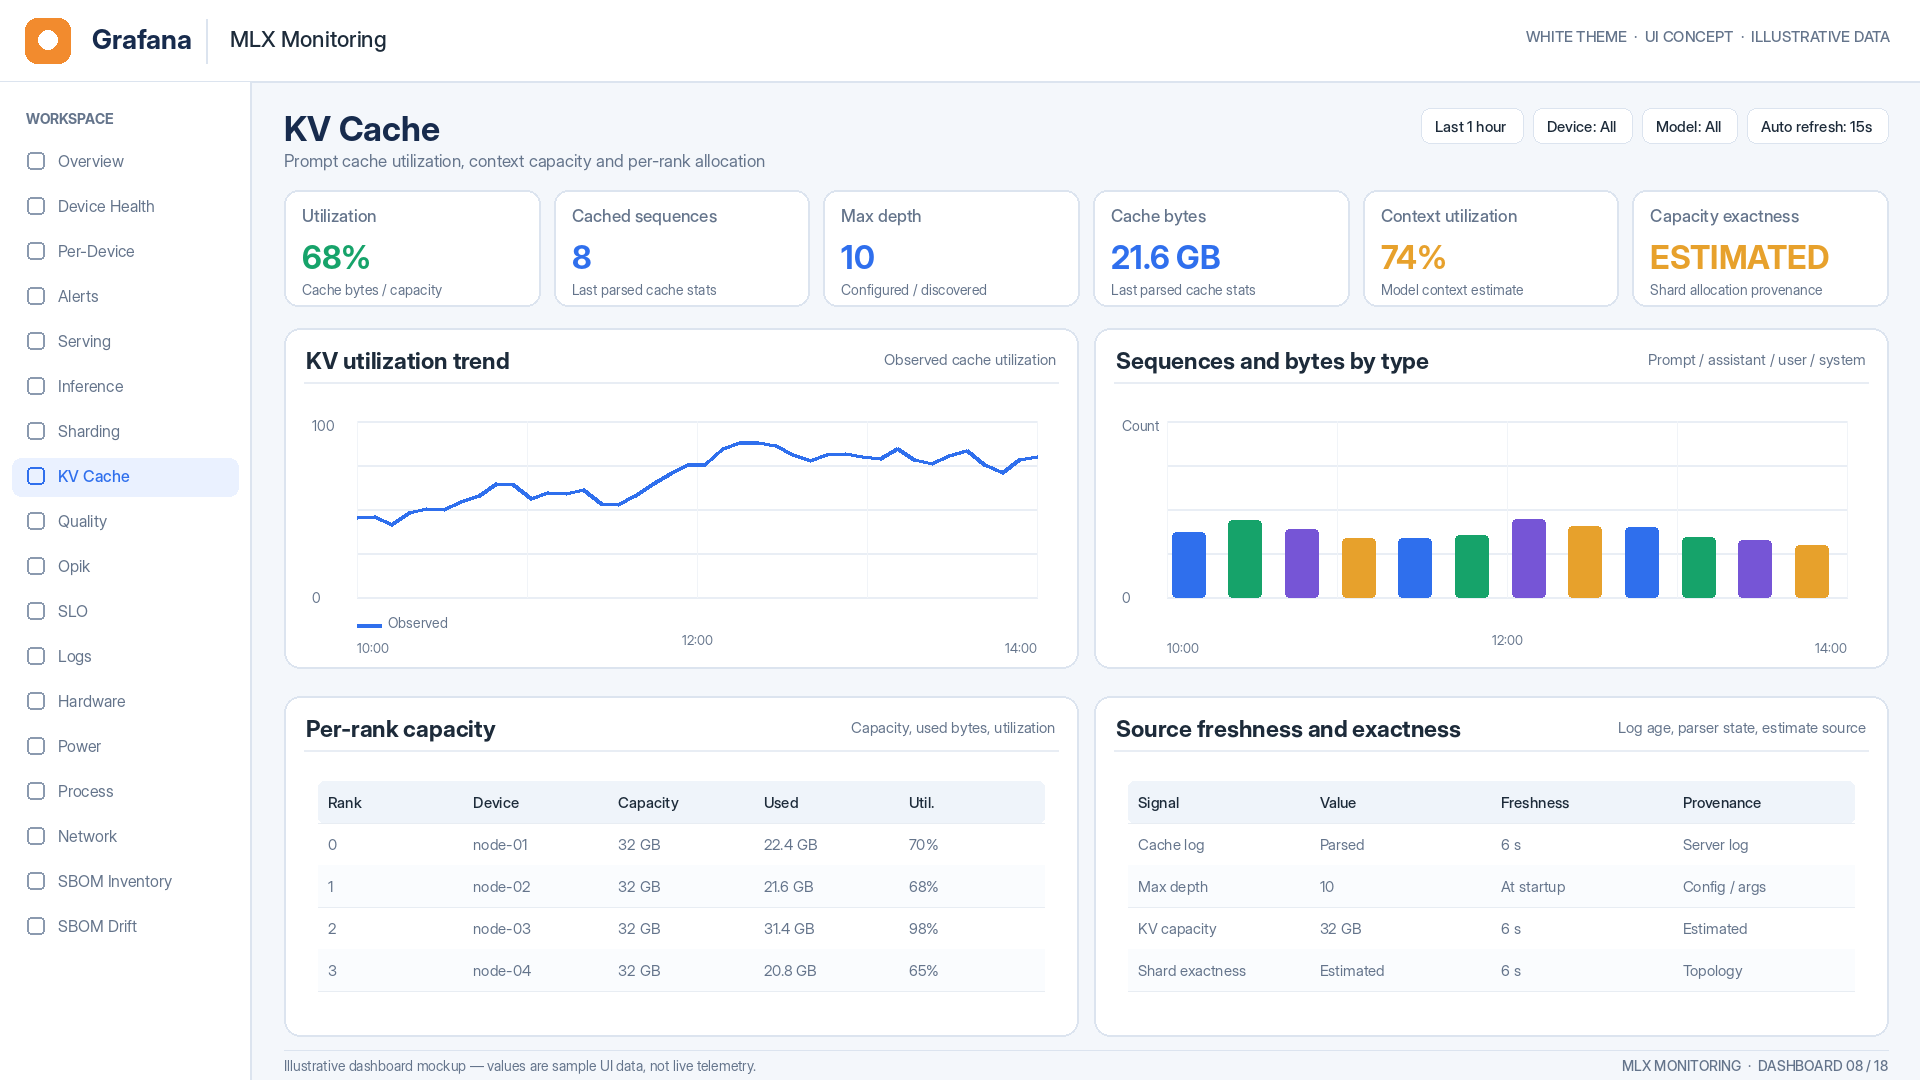 Grafana
MLX Monitoring
WHITE THEME · UI CONCEPT · ILLUSTRATIVE DATA
WORKSPACE
Overview
Device Health
Per-Device
Alerts
Serving
Inference
Sharding
KV Cache
Quality
Opik
SLO
Logs
Hardware
Power
Process
Network
SBOM Inventory
SBOM Drift
KV Cache
Prompt cache utilization, context capacity and per-rank allocation
Last 1 hour
Device: All
Model: All
Auto refresh: 15s
Utilization
68%
Cache bytes / capacity
Cached sequences
8
Last parsed cache stats
Max depth
10
Configured / discovered
Cache bytes
21.6 GB
Last parsed cache stats
Context utilization
74%
Model context estimate
Capacity exactness
ESTIMATED
Shard allocation provenance
KV utilization trend
Observed cache utilization
100
0
Observed
10:00
12:00
14:00
Sequences and bytes by type
Prompt / assistant / user / system
Count
0
10:00
12:00
14:00
Per-rank capacity
Capacity, used bytes, utilization
Rank Device Capacity Used Util.
0 node-01 32 GB 22.4 GB 70%
1 node-02 32 GB 21.6 GB 68%
2 node-03 32 GB 31.4 GB 98%
3 node-04 32 GB 20.8 GB 65%
Source freshness and exactness
Log age, parser state, estimate source
Signal Value Freshness Provenance
Cache log Parsed 6 s Server log
Max depth 10 At startup Config / args
KV capacity 32 GB 6 s Estimated
Shard exactness Estimated 6 s Topology
Illustrative dashboard mockup — values are sample UI data, not live telemetry.
MLX MONITORING · DASHBOARD 08 / 18